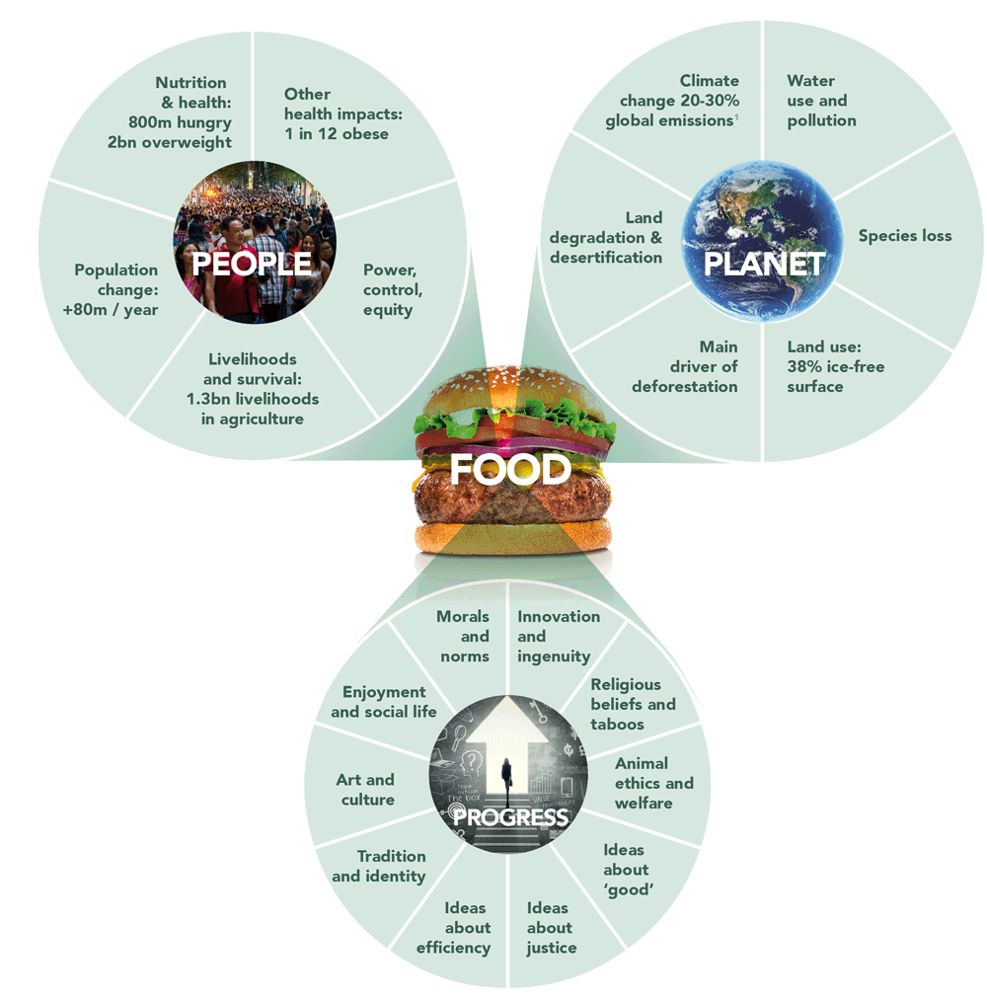 Nutrition
& health:
800m hungry
2bn overweight
Other
health impacts:
1 in 12 obese
Power,
control,
equity
Livelihoods
and survival:
1.3bn livelihoods
in agriculture
Population
change:
+80m / year
PEOPLE
Climate
change 20-30%
global emissions¹
Water
use and
pollution
Species loss
Land use:
38% ice-free
surface
Main
driver of
deforestation
Land
degradation &
desertification
PLANET
FOOD
Morals
and
norms
Innovation
and
ingenuity
Religious
beliefs and
taboos
Animal
ethics and
welfare
Ideas
about
‘good’
Ideas
about
justice
Ideas
about
efficiency
Tradition
and identity
Art and
culture
Enjoyment
and social life
PROGRESS
The box